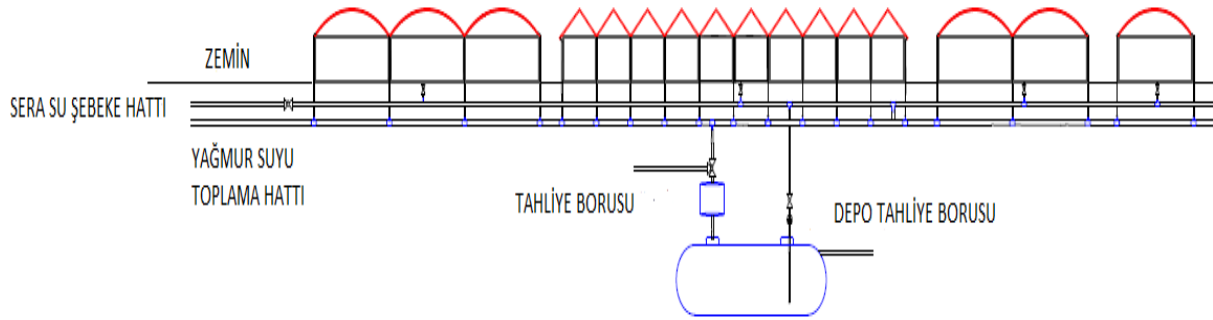 ZEMİN
SERA SU ŞEBEKE HATTI
YAĞMUR SUYU
TOPLAMA HATTI
TAHLİYE BORUSU
DEPO TAHLİYE BORUSU